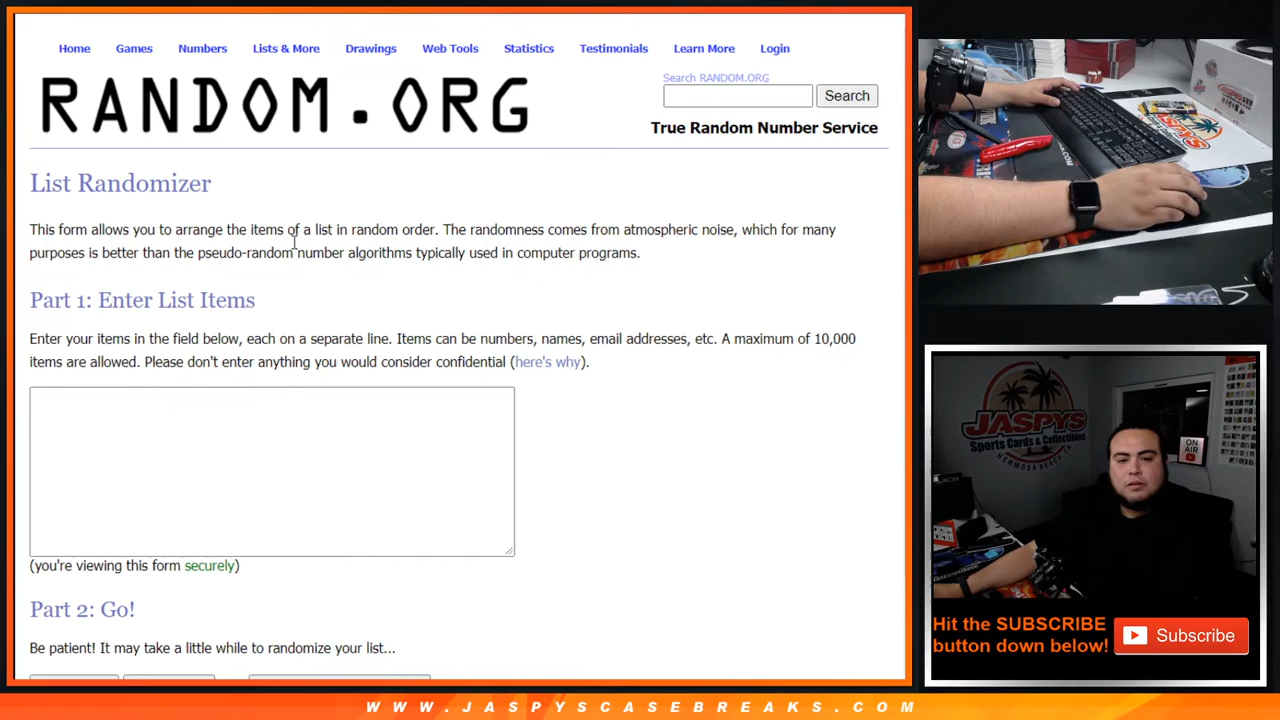 Home Games Numbers Lists & More Drawings Web Tools Statistics Testimonials Learn More Login
RANDOM.ORG
Search RANDOM.ORG
Search
True Random Number Service
List Randomizer
This form allows you to arrange the items of a list in random order. The randomness comes from atmospheric noise, which for many
purposes is better than the pseudo-random number algorithms typically used in computer programs.
Part 1: Enter List Items
Enter your items in the field below, each on a separate line. Items can be numbers, names, email addresses, etc. A maximum of 10,000
items are allowed. Please don't enter anything you would consider confidential (here's why).
(you're viewing this form securely)
Part 2: Go!
Be patient! It may take a little while to randomize your list...
JASPYS
JASPYS
Sports Cards & Collectibles
HERMOSA BEACH, CA
ON
AIR
Hit the SUBSCRIBE
button down below!
Subscribe
WWW.JASPYSCASEBREAKS.COM